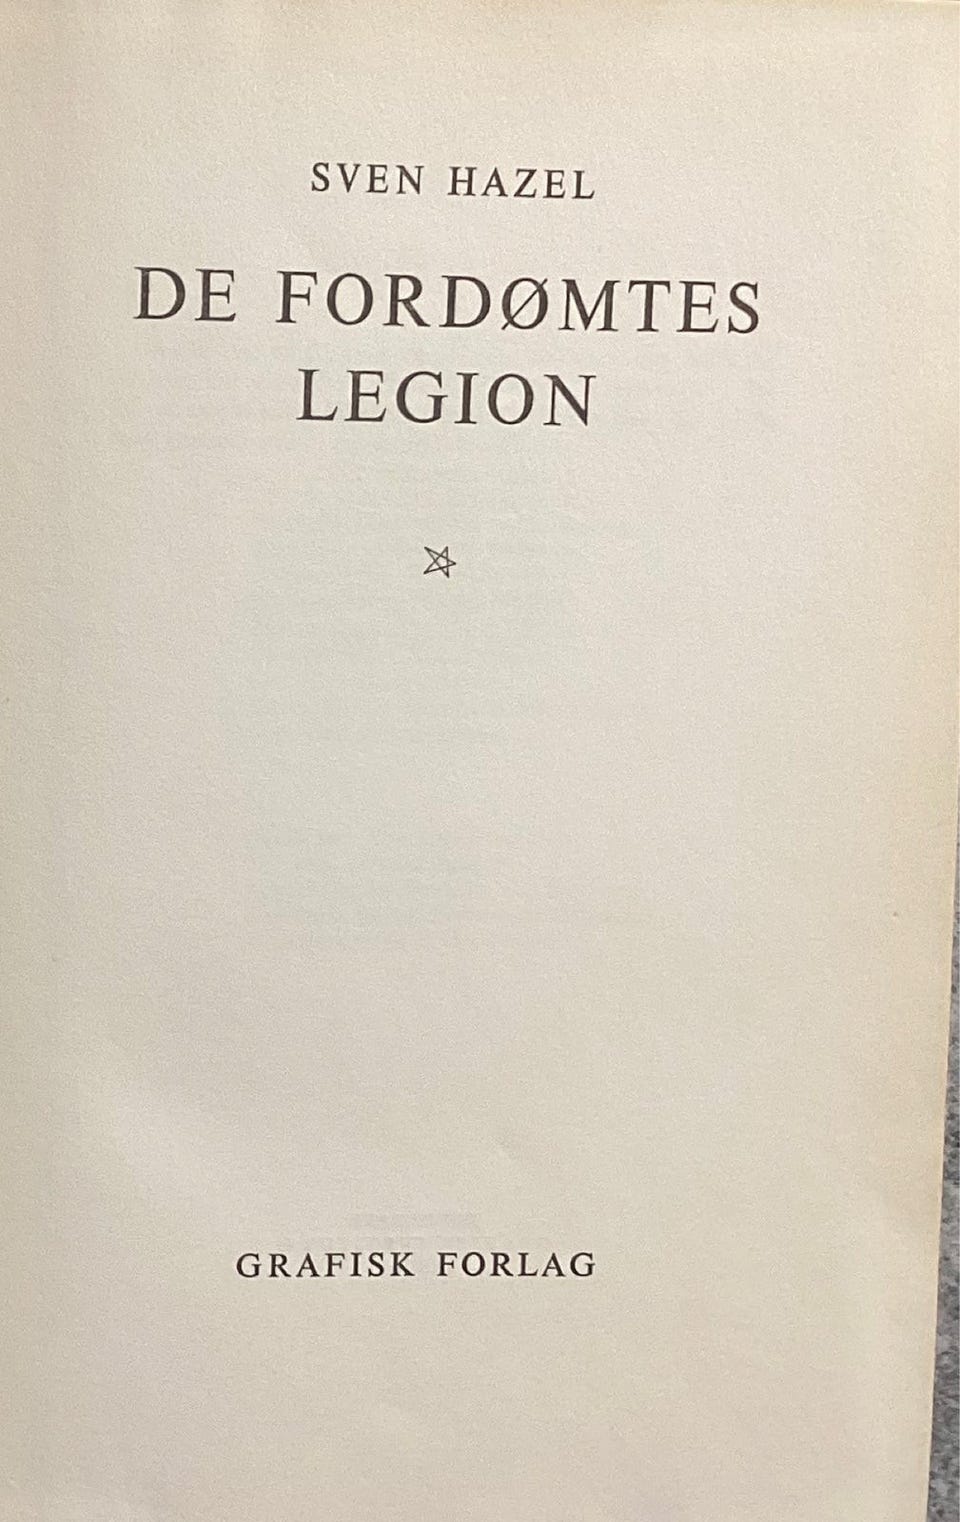 SVEN HAZEL
DE FORDØMTES
LEGION
GRAFISK FORLAG